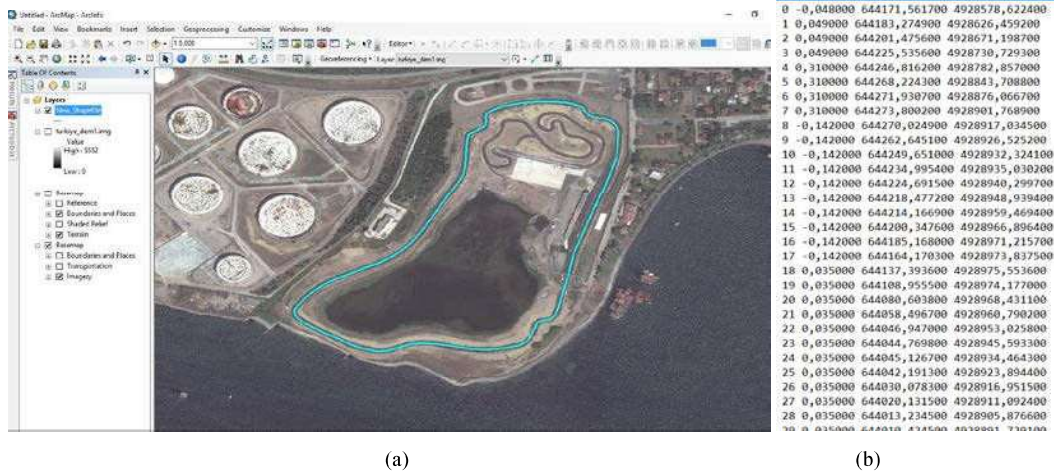 Untitled - ArcMap - ArcInfo
File Edit View Bookmarks Insert Selection Geoprocessing Customize Windows Help
1:5.000
Editor
Georeferencing Layer: turkiye_dem1.img
Table Of Contents
Layers
New_Shapefile
turkiye_dem1.img
Value
High : 5552
Low : 0
Basemap
Reference
Boundaries and Places
Shaded Relief
Terrain
Basemap
Boundaries and Places
Transportation
Imagery
0 -0,048000 644171,561700 4928578,622400
1 0,049000 644183,274900 4928626,459200
2 0,049000 644201,475600 4928671,198700
3 0,049000 644225,535600 4928730,729300
4 0,310000 644246,816200 4928782,857000
5 0,310000 644268,224300 4928843,708800
6 0,310000 644271,930700 4928876,066700
7 0,310000 644273,800200 4928901,768900
8 -0,142000 644270,024900 4928917,034500
9 -0,142000 644262,645100 4928926,525200
10 -0,142000 644249,651000 4928932,324100
11 -0,142000 644234,995400 4928935,030200
12 -0,142000 644224,691500 4928940,299700
13 -0,142000 644218,477200 4928948,939400
14 -0,142000 644214,166900 4928959,469400
15 -0,142000 644200,347600 4928966,896400
16 -0,142000 644185,168000 4928971,215700
17 -0,142000 644164,170300 4928973,837500
18 0,035000 644137,393600 4928975,553600
19 0,035000 644108,955500 4928974,177000
20 0,035000 644080,603800 4928968,431100
21 0,035000 644058,496700 4928960,790200
22 0,035000 644046,947000 4928953,025800
23 0,035000 644044,769800 4928945,593300
24 0,035000 644045,126700 4928934,464300
25 0,035000 644042,191300 4928923,894400
26 0,035000 644030,078300 4928916,951500
27 0,035000 644020,131500 4928911,092400
28 0,035000 644013,234500 4928905,876600
(a)
(b)